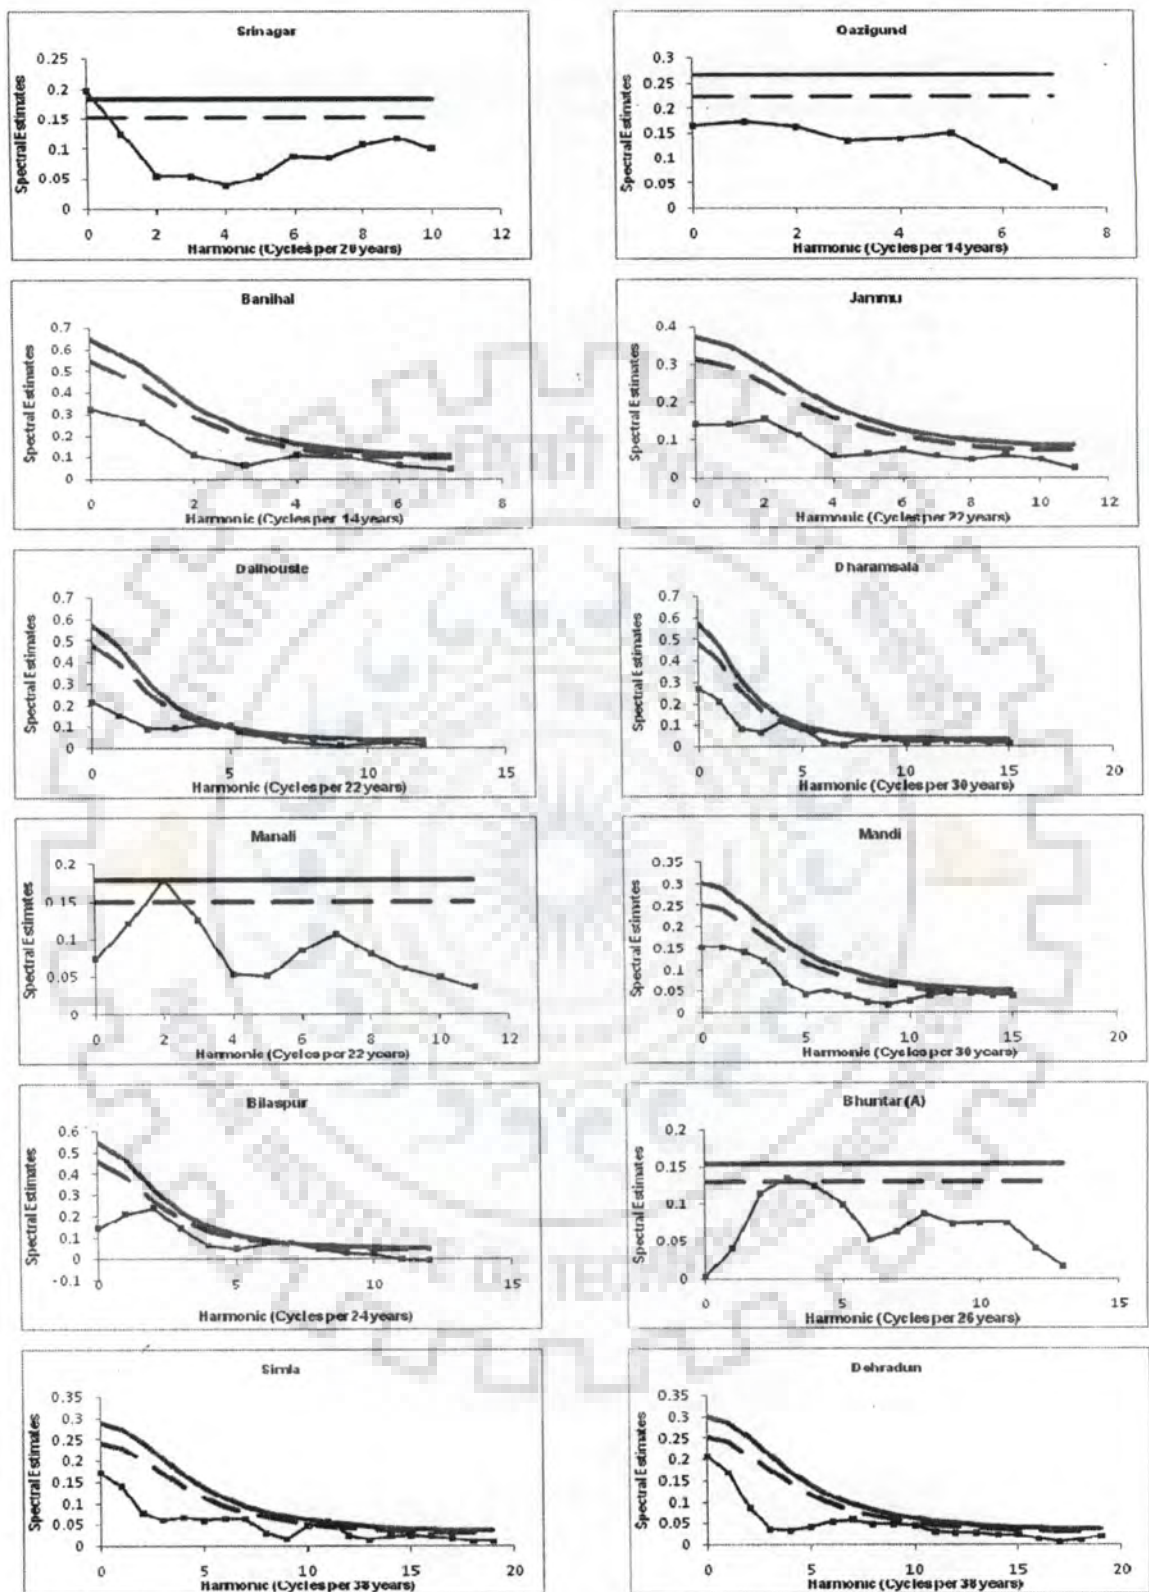 Srinagar
Spectral Estimates
0.25
0.2
0.15
0.1
0.05
0
0 2 4 6 8 10 12
Harmonic (Cycles per 20 years)
Qazigund
Spectral Estimates
0.3
0.25
0.2
0.15
0.1
0.05
0
0 2 4 6 8
Harmonic (Cycles per 14 years)
Banihal
Spectral Estimates
0.7
0.6
0.5
0.4
0.3
0.2
0.1
0
0 2 4 6 8
Harmonic (Cycles per 14 years)
Jammu
Spectral Estimates
0.4
0.3
0.2
0.1
0
0 2 4 6 8 10 12
Harmonic (Cycles per 22 years)
Dalhousie
Spectral Estimates
0.7
0.6
0.5
0.4
0.3
0.2
0.1
0
0 5 10 15
Harmonic (Cycles per 22 years)
Dharamsala
Spectral Estimates
0.7
0.6
0.5
0.4
0.3
0.2
0.1
0
0 5 10 15 20
Harmonic (Cycles per 30 years)
Manali
Spectral Estimates
0.2
0.15
0.1
0.05
0
0 2 4 6 8 10 12
Harmonic (Cycles per 22 years)
Mandi
Spectral Estimates
0.35
0.3
0.25
0.2
0.15
0.1
0.05
0
0 5 10 15 20
Harmonic (Cycles per 30 years)
Bilaspur
Spectral Estimates
0.6
0.5
0.4
0.3
0.2
0.1
0
-0.1
0 5 10 15
Harmonic (Cycles per 24 years)
Bhuntar (A)
Spectral Estimates
0.2
0.15
0.1
0.05
0
0 5 10 15
Harmonic (Cycles per 26 years)
Simla
Spectral Estimates
0.35
0.3
0.25
0.2
0.15
0.1
0.05
0
0 5 10 15 20
Harmonic (Cycles per 38 years)
Dehradun
Spectral Estimates
0.35
0.3
0.25
0.2
0.15
0.1
0.05
0
0 5 10 15 20
Harmonic (Cycles per 38 years)